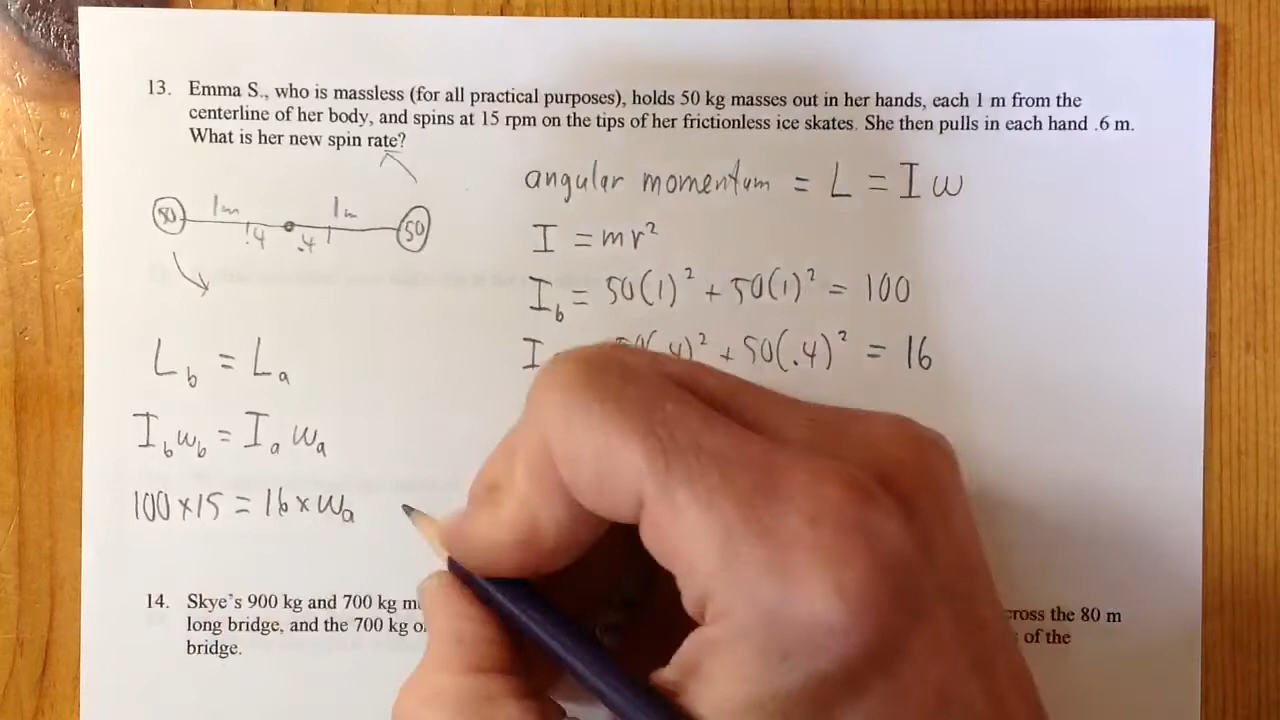 13. Emma S., who is massless (for all practical purposes), holds 50 kg masses out in her hands, each 1 m from the
centerline of her body, and spins at 15 rpm on the tips of her frictionless ice skates. She then pulls in each hand .6 m.
What is her new spin rate?
angular momentum = L = I w
50 1m 1m 50
.4 .4
I = mr²
I_b = 50(1)² + 50(1)² = 100
I )² + 50(.4)² = 16
L_b = L_a
I_b w_b = I_a w_a
100 × 15 = 16 × w_a
14. Skye's 900 kg and 700 kg cross the 80 m
long bridge, and the 700 kg of the
bridge.